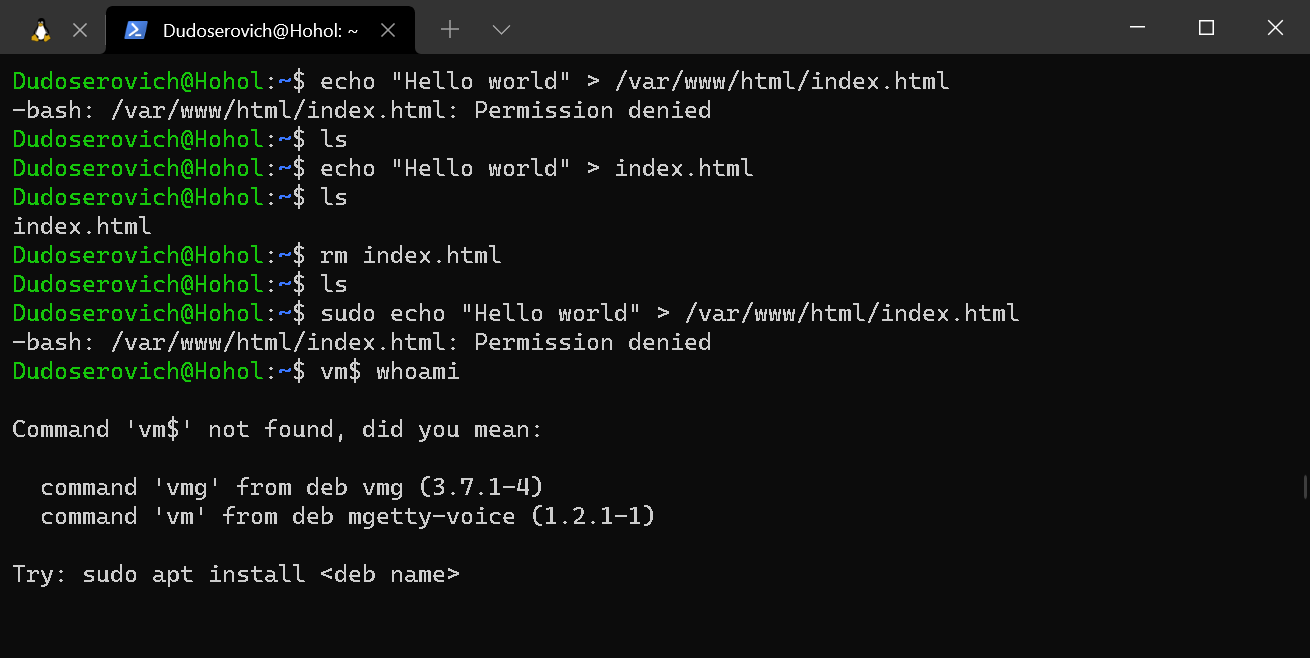 Dudoserovich@Hohol: ~
Dudoserovich@Hohol:~$ echo "Hello world" > /var/www/html/index.html
-bash: /var/www/html/index.html: Permission denied
Dudoserovich@Hohol:~$ ls
Dudoserovich@Hohol:~$ echo "Hello world" > index.html
Dudoserovich@Hohol:~$ ls
index.html
Dudoserovich@Hohol:~$ rm index.html
Dudoserovich@Hohol:~$ ls
Dudoserovich@Hohol:~$ sudo echo "Hello world" > /var/www/html/index.html
-bash: /var/www/html/index.html: Permission denied
Dudoserovich@Hohol:~$ vm$ whoami
Command 'vm$' not found, did you mean:
command 'vmg' from deb vmg (3.7.1-4)
command 'vm' from deb mgetty-voice (1.2.1-1)
Try: sudo apt install <deb name>